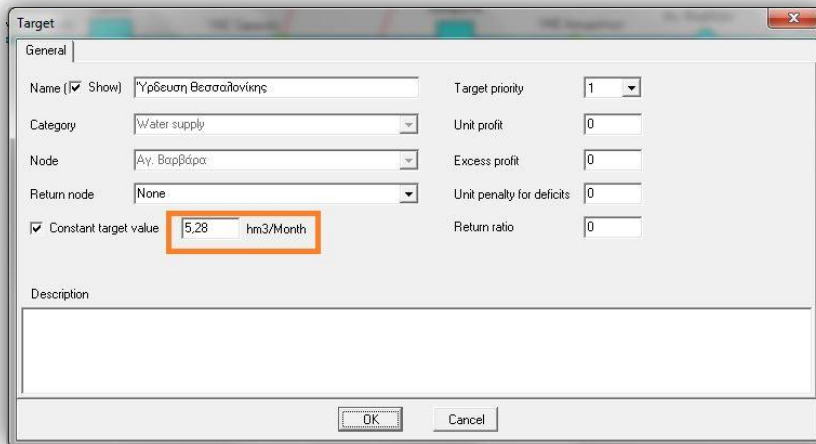 Target
General
Name ( Show) Ύρδευση Θεσσαλονίκης
Target priority 1
Category Water supply
Unit profit 0
Node Αγ. Βαρβάρα
Excess profit 0
Return node None
Unit penalty for deficits 0
Constant target value 5,28 hm3/Month
Return ratio 0
Description
OK Cancel